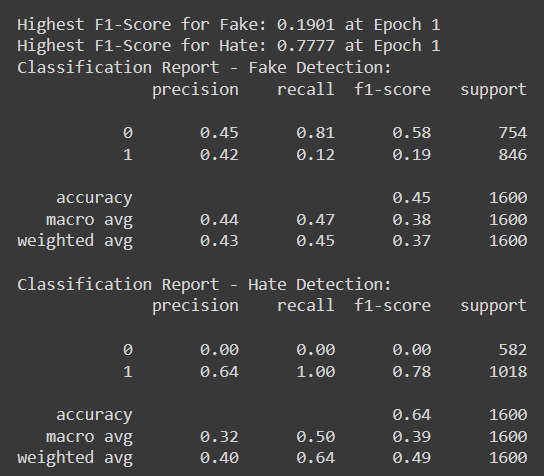 Highest F1-Score for Fake: 0.1901 at Epoch 1
Highest F1-Score for Hate: 0.7777 at Epoch 1
Classification Report - Fake Detection:
precision recall f1-score support
0 0.45 0.81 0.58 754
1 0.42 0.12 0.19 846
accuracy 0.45 1600
macro avg 0.44 0.47 0.38 1600
weighted avg 0.43 0.45 0.37 1600
Classification Report - Hate Detection:
precision recall f1-score support
0 0.00 0.00 0.00 582
1 0.64 1.00 0.78 1018
accuracy 0.64 1600
macro avg 0.32 0.50 0.39 1600
weighted avg 0.40 0.64 0.49 1600